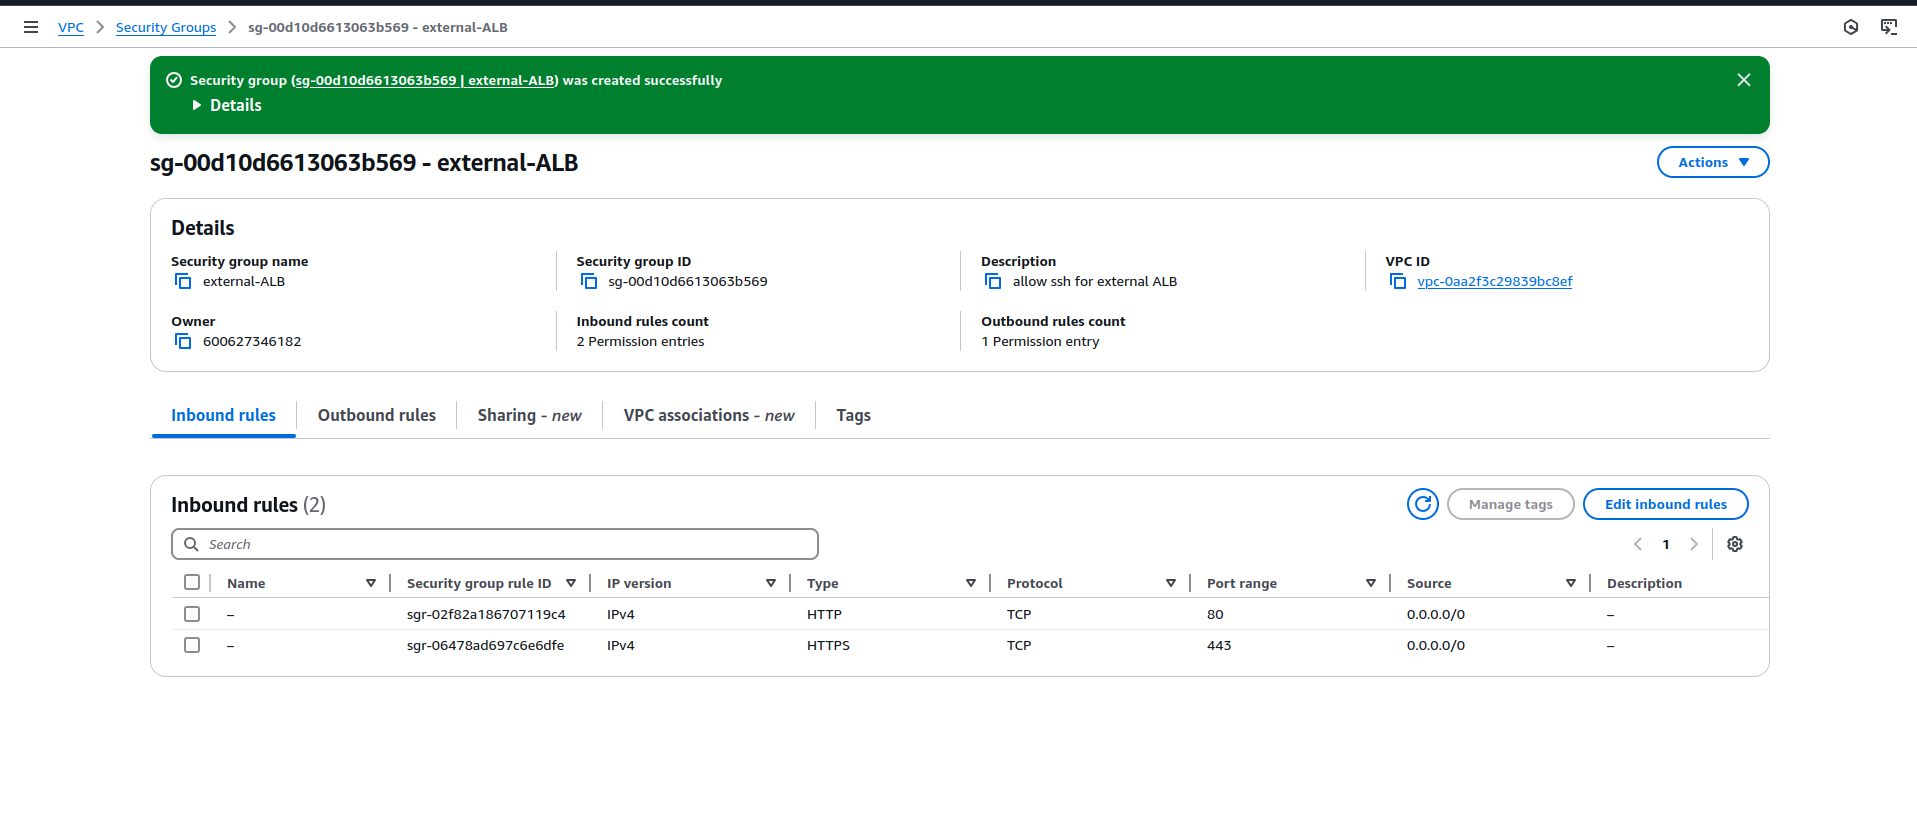 VPC > Security Groups > sg-00d10d6613063b569 - external-ALB
Security group (sg-00d10d6613063b569 | external-ALB) was created successfully
Details
sg-00d10d6613063b569 - external-ALB
Actions
Details
Security group name
external-ALB
Security group ID
sg-00d10d6613063b569
Description
allow ssh for external ALB
VPC ID
vpc-0aa2f3c29839bc8ef
Owner
600627346182
Inbound rules count
2 Permission entries
Outbound rules count
1 Permission entry
Inbound rules Outbound rules Sharing - new VPC associations - new Tags
Inbound rules (2)
Manage tags Edit inbound rules
Search
1
Name Security group rule ID IP version Type Protocol Port range Source Description
– sgr-02f82a186707119c4 IPv4 HTTP TCP 80 0.0.0.0/0 –
– sgr-06478ad697c6e6dfe IPv4 HTTPS TCP 443 0.0.0.0/0 –